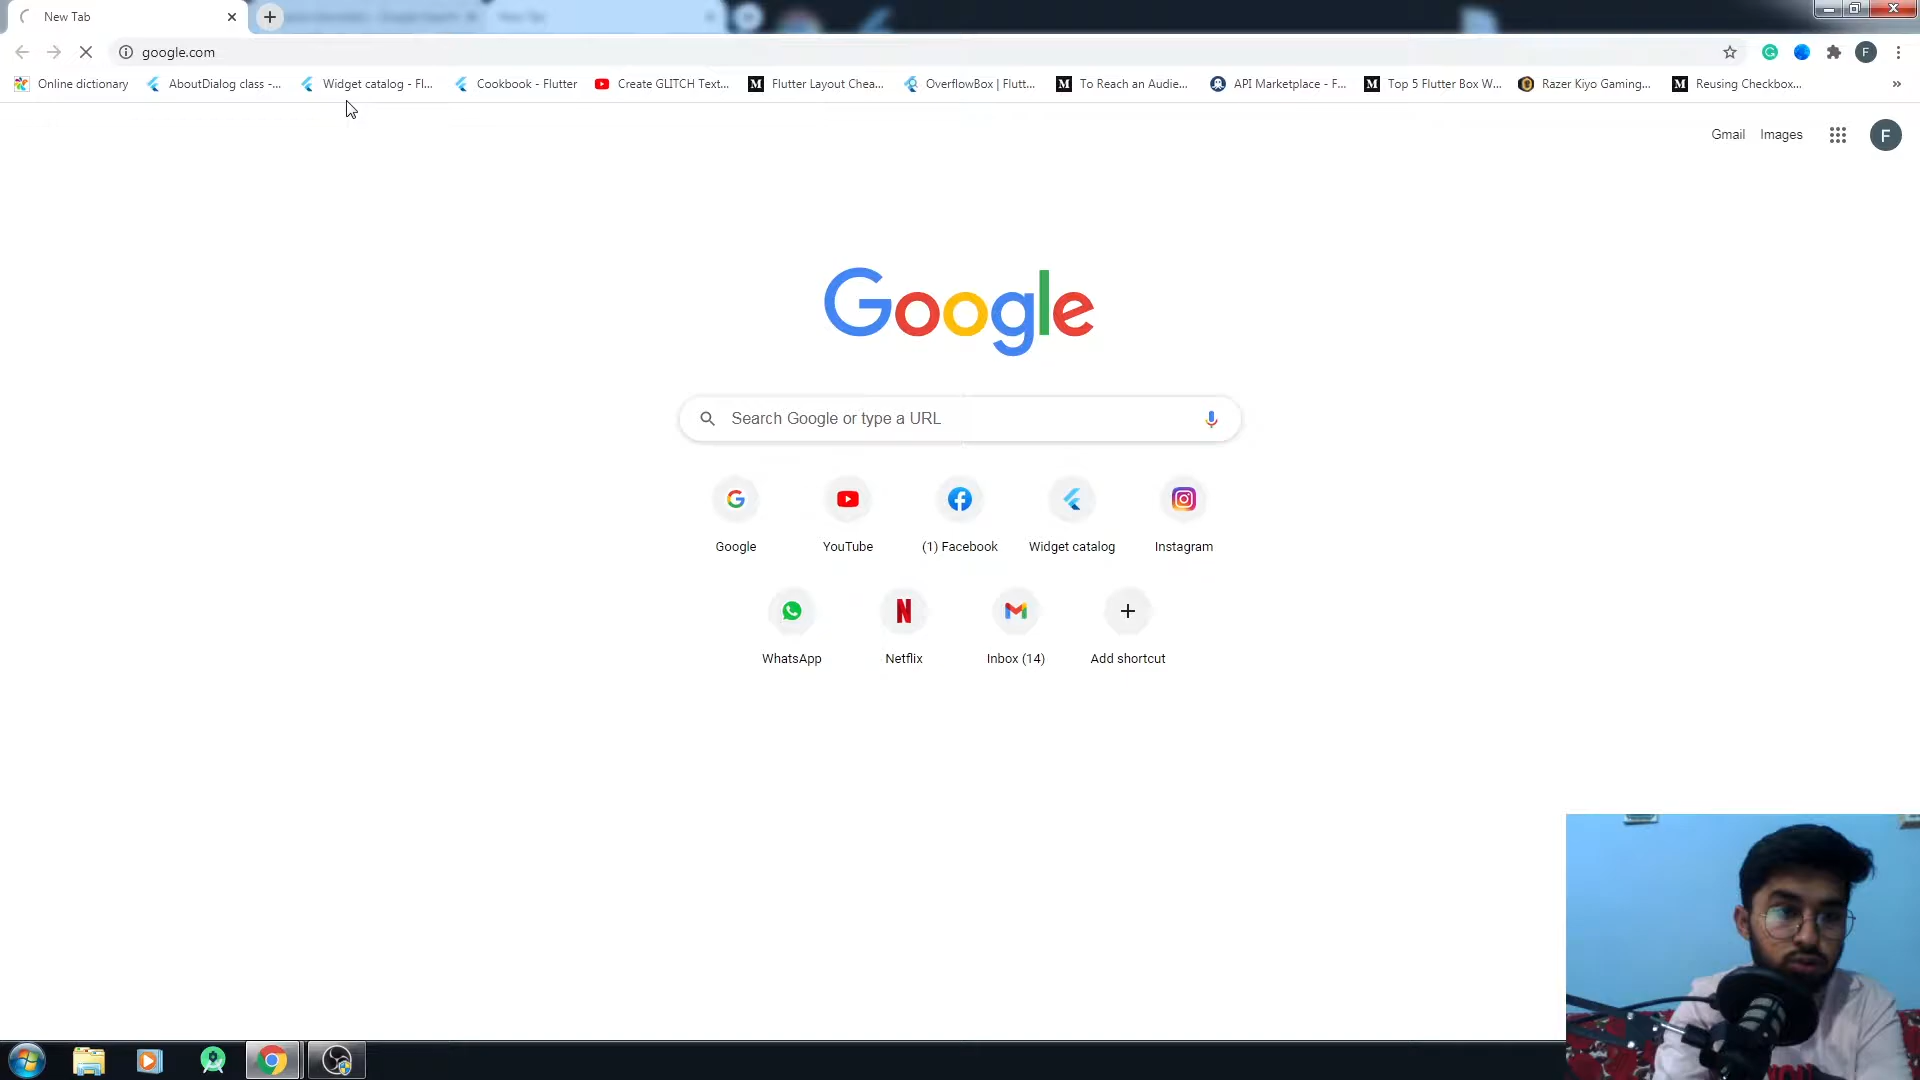 New Tab
google.com
Online dictionary
AboutDialog class -...
Widget catalog - Fl...
Cookbook - Flutter
Create GLITCH Text...
Flutter Layout Chea...
OverflowBox | Flutt...
To Reach an Audie...
API Marketplace - F...
Top 5 Flutter Box W...
Razer Kiyo Gaming...
Reusing Checkbox...
»
Gmail
Images
F
F
Google
Search Google or type a URL
Google
YouTube
(1) Facebook
Widget catalog
Instagram
WhatsApp
Netflix
Inbox (14)
Add shortcut